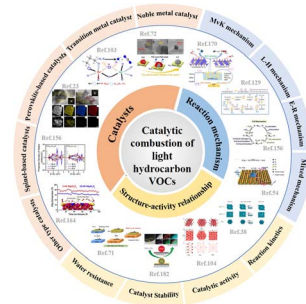 Noble metal catalyst
MvK mechanism
L-H mechanism
E-R mechanism
Mixed mechanism
Reaction kinetics
Catalytic activity
Catalyst Stability
Water resistance
Other type catalysts
Spinel-based catalysts
Perovskite-based catalysts
Transition metal catalyst
Ref.72
Ref.170
Ref.129
Ref.156
Ref.54
Ref.38
Ref.104
Ref.182
Ref.71
Ref.164
Ref.156
Ref.23
Ref.103
Catalysts
Reaction mechanism
Structure-activity relationship
Catalytic
combustion of
light
hydrocarbon
VOCs